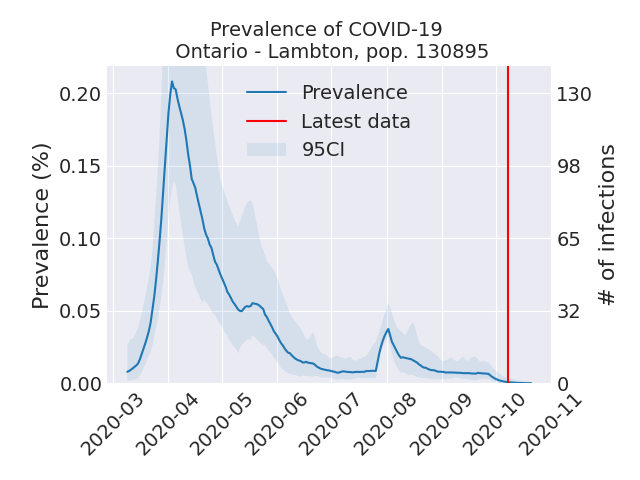 Prevalence of COVID-19
Ontario - Lambton, pop. 130895
Prevalence
Latest data
95CI
Prevalence (%)
0.20
0.15
0.10
0.05
0.00
130
98
65
32
0
# of infections
2020-03
2020-04
2020-05
2020-06
2020-07
2020-08
2020-09
2020-10
2020-11